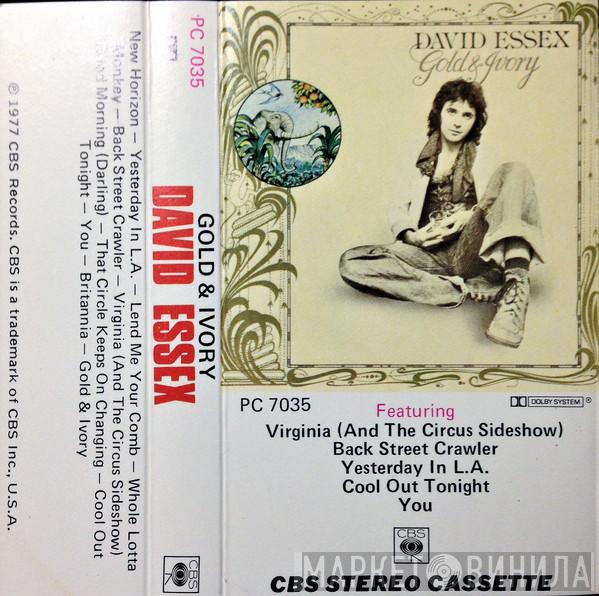 ℗ 1977 CBS Records. CBS is a trademark of CBS Inc., U.S.A.
New Horizon — Yesterday In L.A. — Lend Me Your Comb — Whole Lotta
Monkey — Back Street Crawler — Virginia (And The Circus Sideshow)
Good Morning (Darling) — That Circle Keeps On Changing — Cool Out
Tonight — You — Britannia — Gold & Ivory
PC 7035
GOLD & IVORY
DAVID ESSEX
DAVID ESSEX
Gold & Ivory
PC 7035
DOLBY SYSTEM ®
Featuring
Virginia (And The Circus Sideshow)
Back Street Crawler
Yesterday In L.A.
Cool Out Tonight
You
CBS
МАРКЕТ ВИНИЛА
CBS STEREO CASSETTE